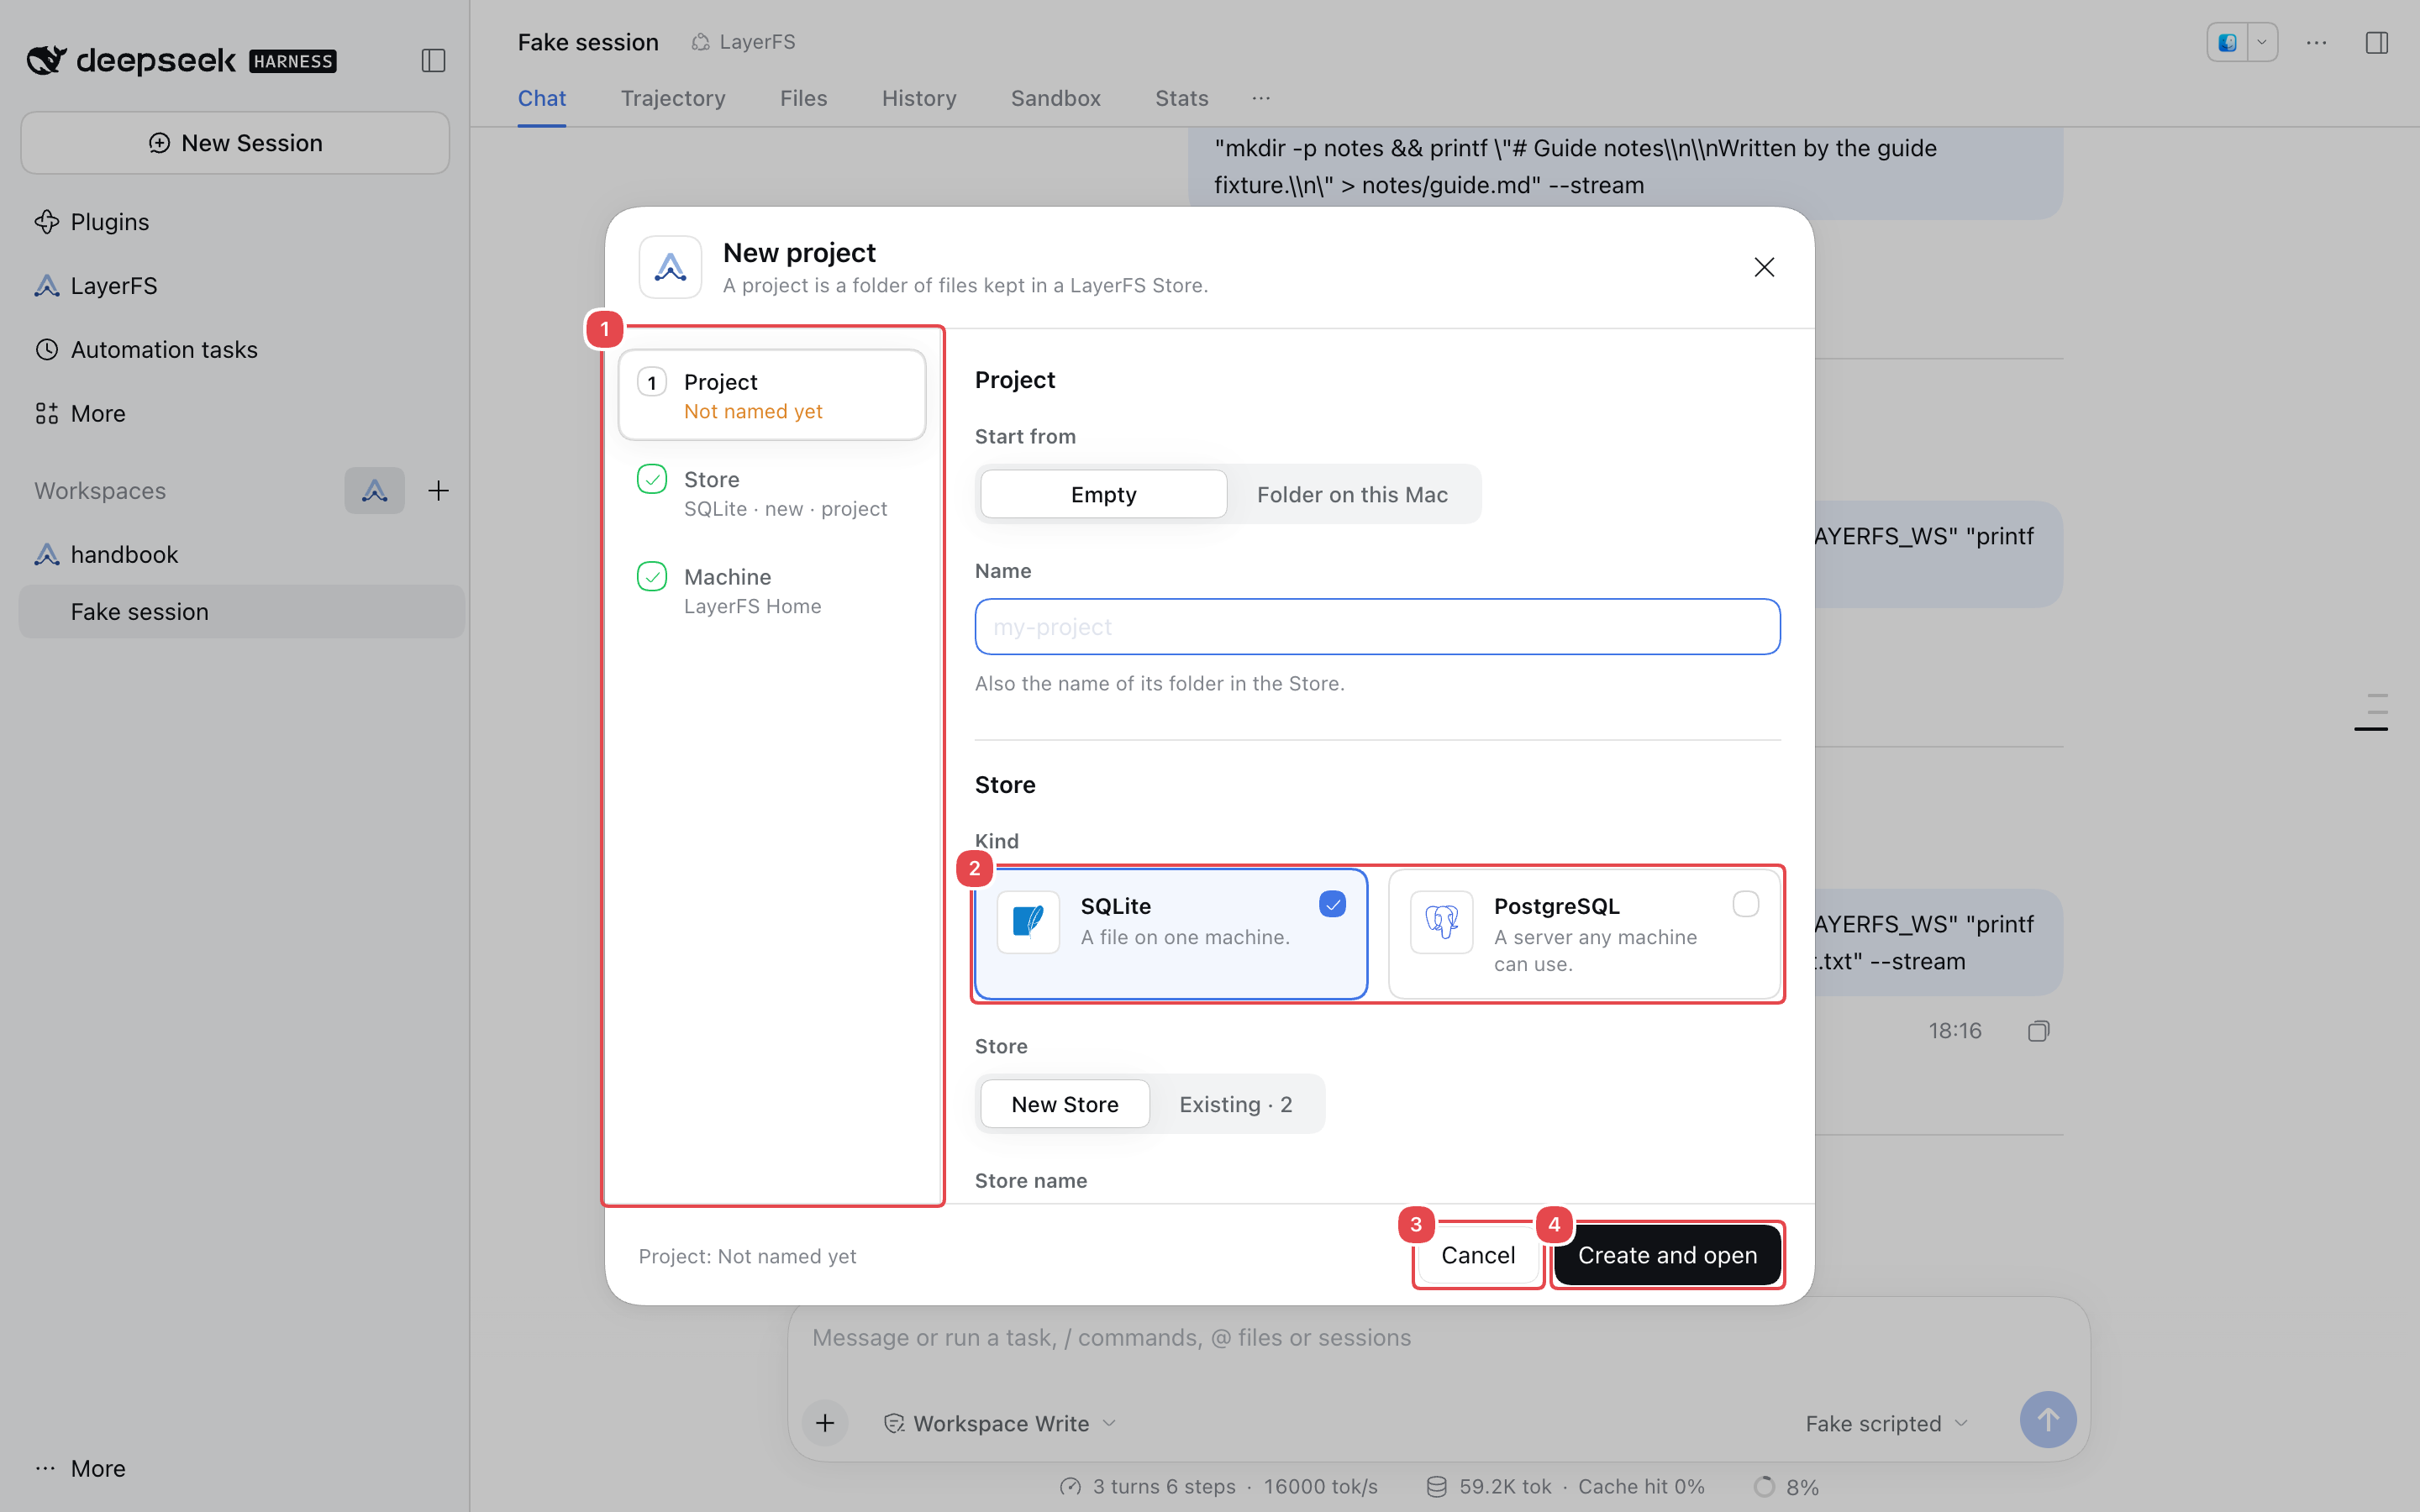 deepseek HARNESS
New Session
Plugins
LayerFS
Automation tasks
More
Workspaces
handbook
Fake session
More
Fake session
LayerFS
Chat
Trajectory
Files
History
Sandbox
Stats
"mkdir -p notes && printf \"# Guide notes\\n\\nWritten by the guide
fixture.\\n\" > notes/guide.md" --stream
AYERFS_WS" "printf
AYERFS_WS" "printf
.txt" --stream
18:16
New project
A project is a folder of files kept in a LayerFS Store.
1
1
Project
Not named yet
Store
SQLite · new · project
Machine
LayerFS Home
Project
Start from
Empty
Folder on this Mac
Name
my-project
Also the name of its folder in the Store.
Store
Kind
2
SQLite
A file on one machine.
PostgreSQL
A server any machine
can use.
Store
New Store
Existing · 2
Store name
Project: Not named yet
3
Cancel
4
Create and open
Message or run a task, / commands, @ files or sessions
Workspace Write
Fake scripted
3 turns 6 steps · 16000 tok/s
59.2K tok · Cache hit 0%
8%